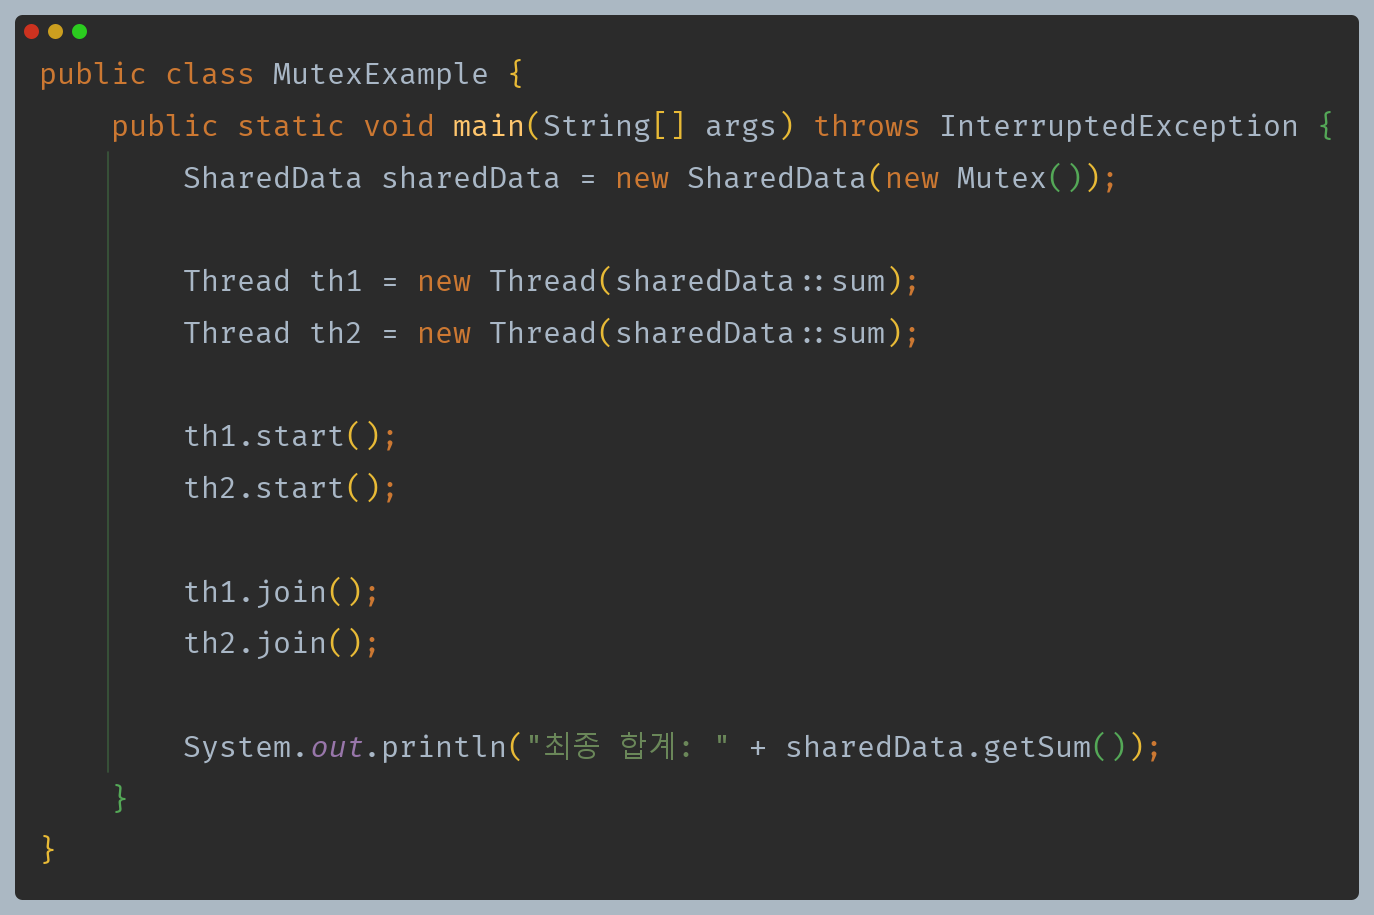 public class MutexExample {
    public static void main(String[] args) throws InterruptedException {
        SharedData sharedData = new SharedData(new Mutex());

        Thread th1 = new Thread(sharedData::sum);
        Thread th2 = new Thread(sharedData::sum);

        th1.start();
        th2.start();

        th1.join();
        th2.join();

        System.out.println("최종 합계: " + sharedData.getSum());
    }
}